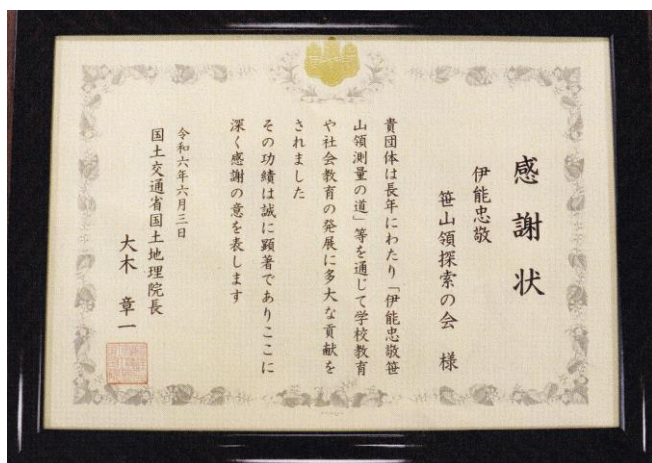 感謝状
伊能忠敬
笹山領探索の会 様
貴団体は長年にわたり「伊能忠敬笹
山領測量の道」等を通じて学校教育
や社会教育の発展に多大な貢献を
されました
その功績は誠に顕著でありここに
深く感謝の意を表します
令和六年六月三日
国土交通省国土地理院長
大木 章一